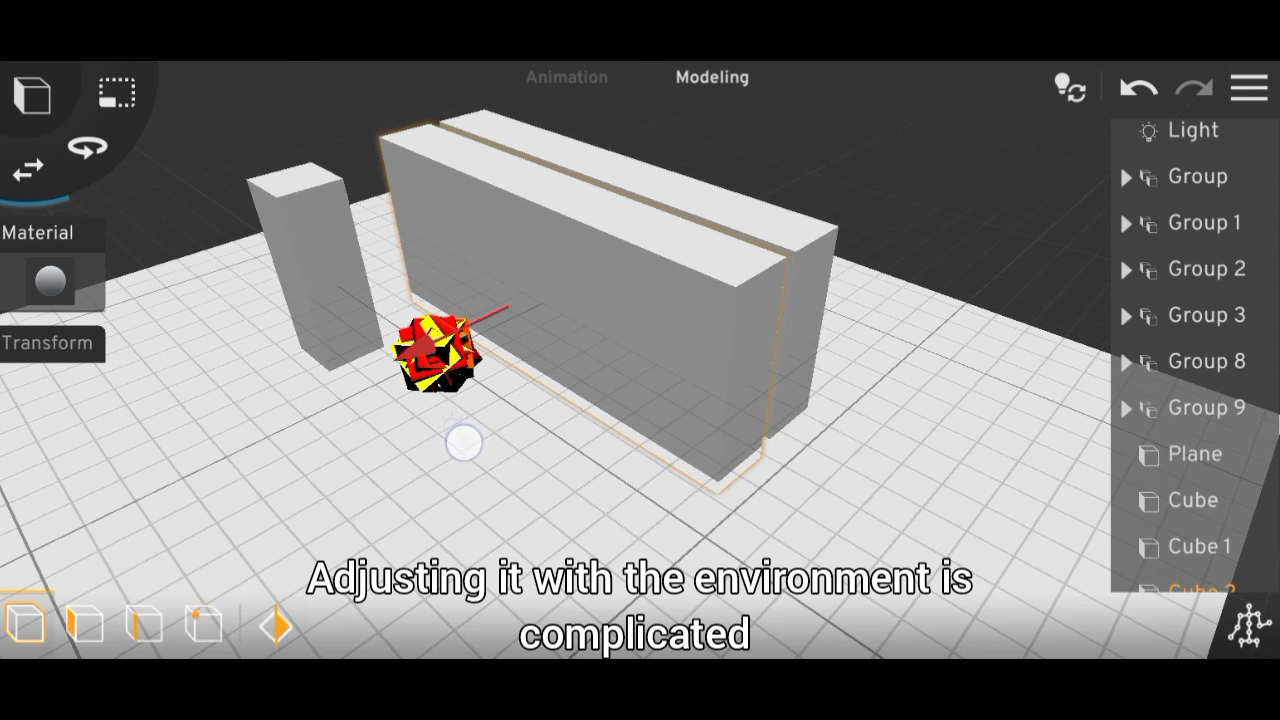 Animation
Modeling
Light
Group
Group 1
Group 2
Group 3
Group 8
Group 9
Plane
Cube
Cube 1
Material
Transform
Adjusting it with the environment is
complicated